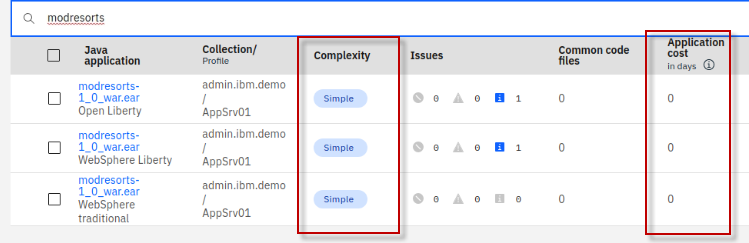 modresorts
Java application
Collection/ Profile
Complexity
Issues
Common code files
Application cost in days
modresorts-1_0_war.ear
Open Liberty
admin.ibm.demo
/
AppSrv01
Simple
0 0 1
0
0
modresorts-1_0_war.ear
WebSphere Liberty
admin.ibm.demo
/
AppSrv01
Simple
0 0 1
0
0
modresorts-1_0_war.ear
WebSphere traditional
admin.ibm.demo
/
AppSrv01
Simple
0 0 0
0
0